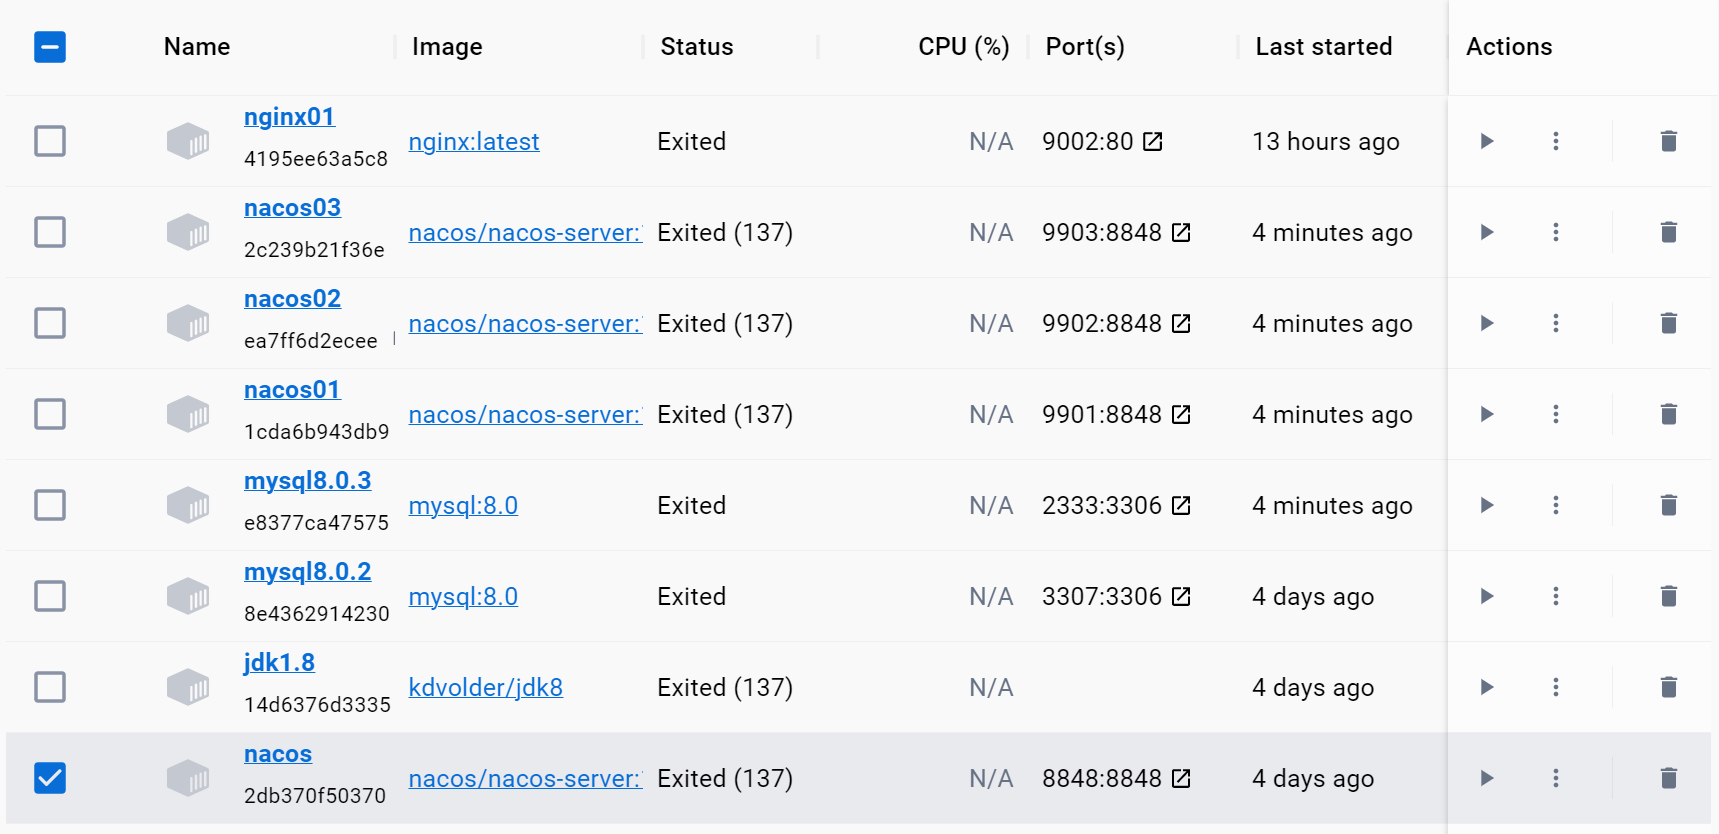 Name Image Status CPU (%) Port(s) Last started Actions
nginx01
4195ee63a5c8 nginx:latest Exited N/A 9002:80 13 hours ago
nacos03
2c239b21f36e nacos/nacos-server: Exited (137) N/A 9903:8848 4 minutes ago
nacos02
ea7ff6d2ecee nacos/nacos-server: Exited (137) N/A 9902:8848 4 minutes ago
nacos01
1cda6b943db9 nacos/nacos-server: Exited (137) N/A 9901:8848 4 minutes ago
mysql8.0.3
e8377ca47575 mysql:8.0 Exited N/A 2333:3306 4 minutes ago
mysql8.0.2
8e4362914230 mysql:8.0 Exited N/A 3307:3306 4 days ago
jdk1.8
14d6376d3335 kdvolder/jdk8 Exited (137) N/A 4 days ago
nacos
2db370f50370 nacos/nacos-server: Exited (137) N/A 8848:8848 4 days ago